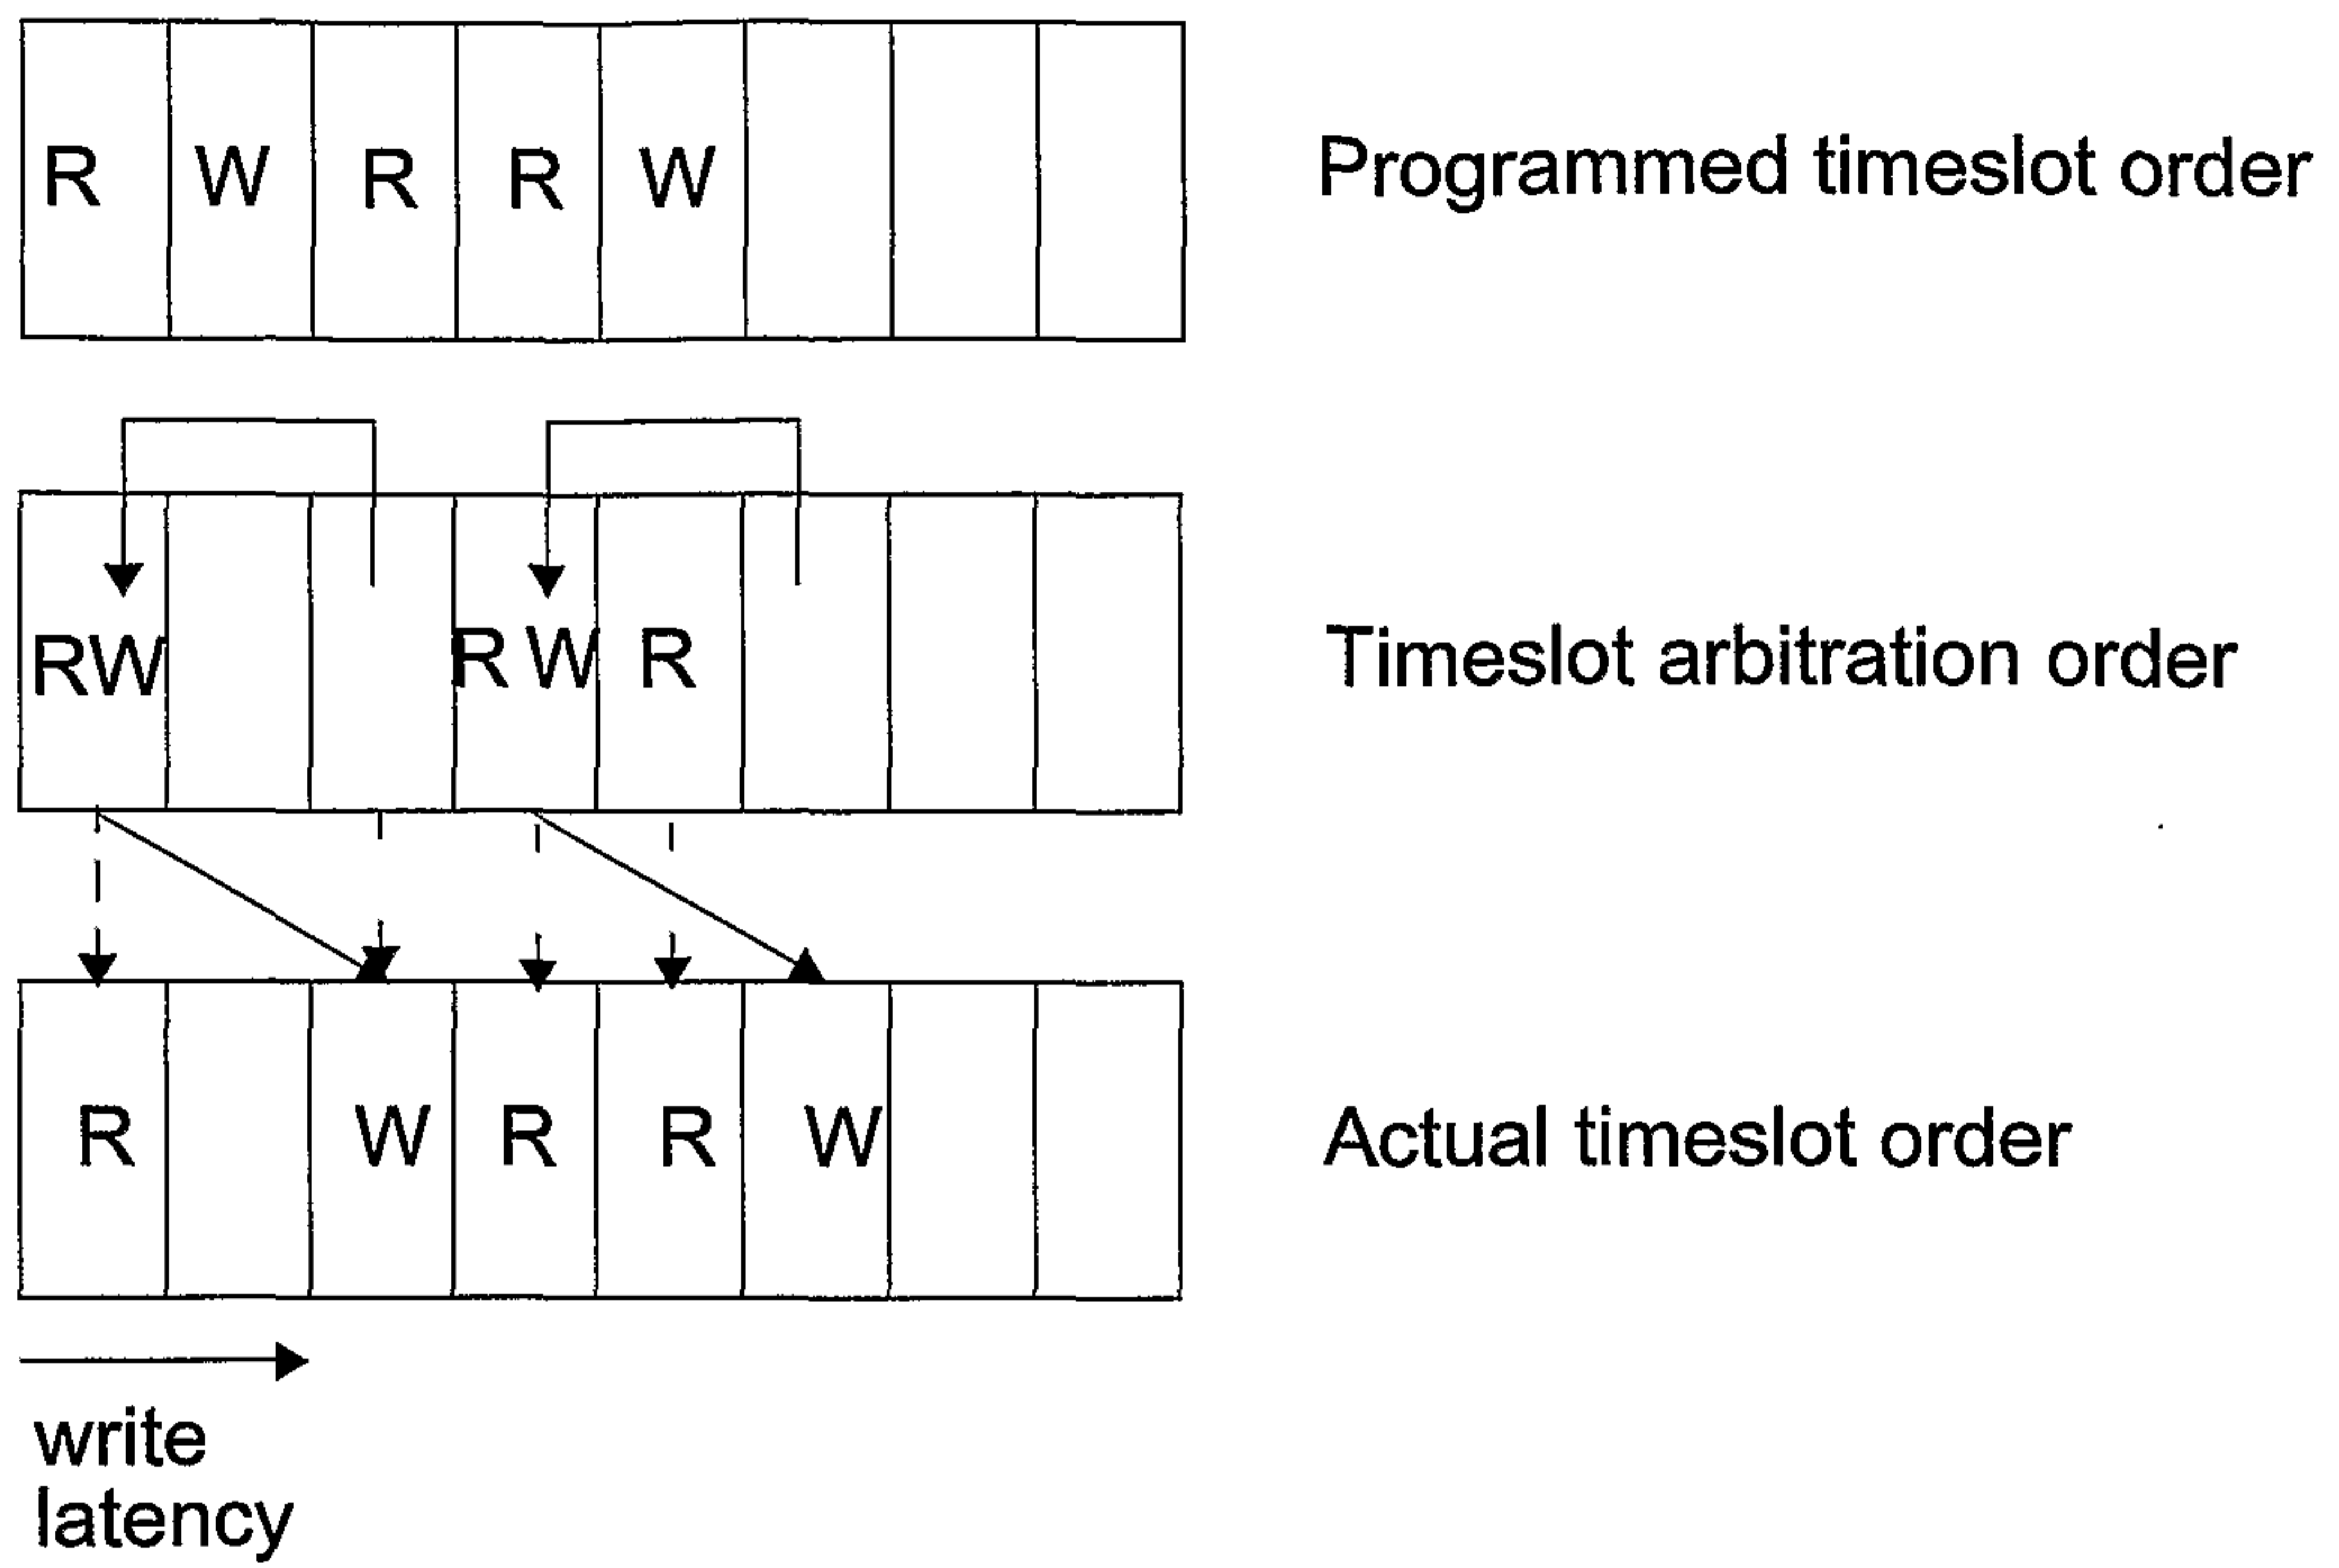 R W R R W Programmed timeslot order
RW R W R Timeslot arbitration order
R W R R W Actual timeslot order
write
latency